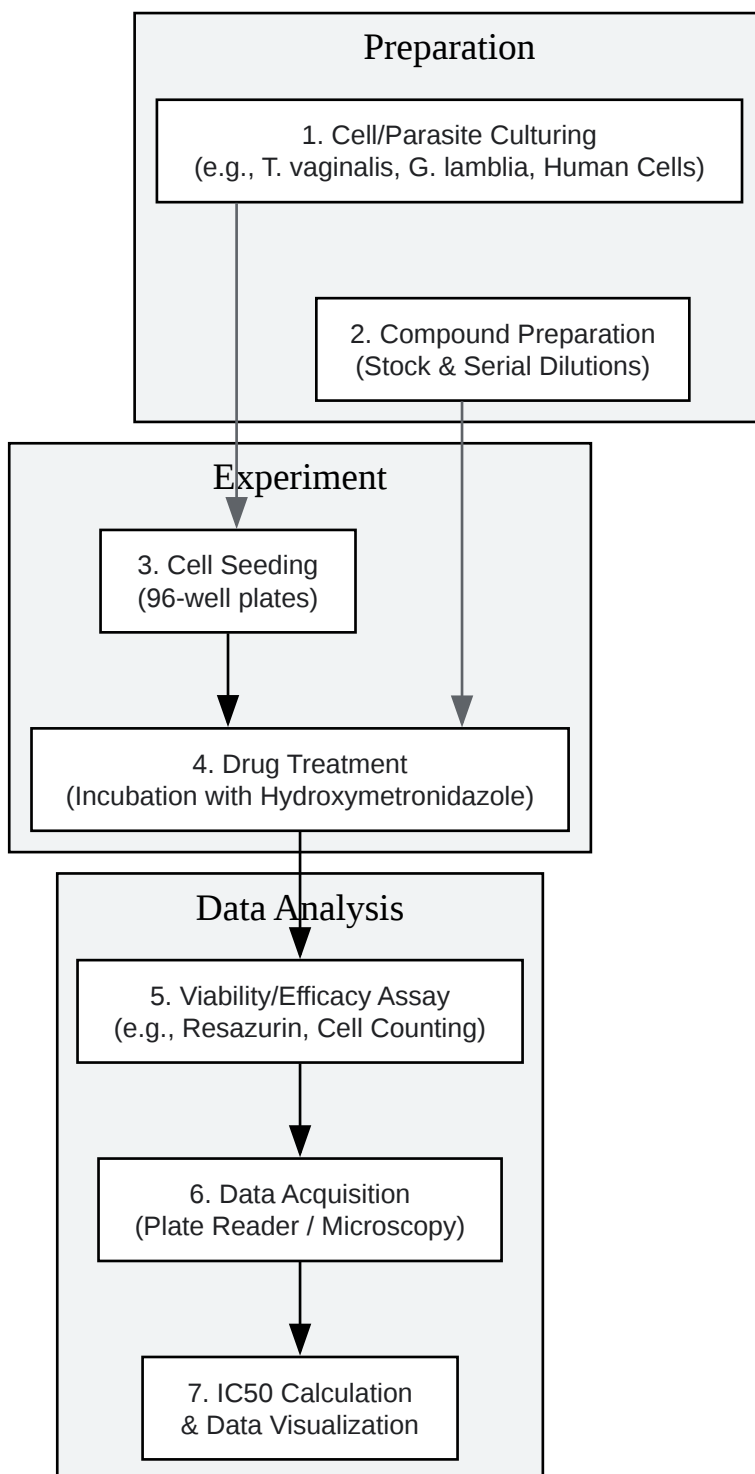 Preparation
1. Cell/Parasite Culturing
(e.g., T. vaginalis, G. lamblia, Human Cells)
2. Compound Preparation
(Stock & Serial Dilutions)
Experiment
3. Cell Seeding
(96-well plates)
4. Drug Treatment
(Incubation with Hydroxymetronidazole)
Data Analysis
5. Viability/Efficacy Assay
(e.g., Resazurin, Cell Counting)
6. Data Acquisition
(Plate Reader / Microscopy)
7. IC50 Calculation
& Data Visualization